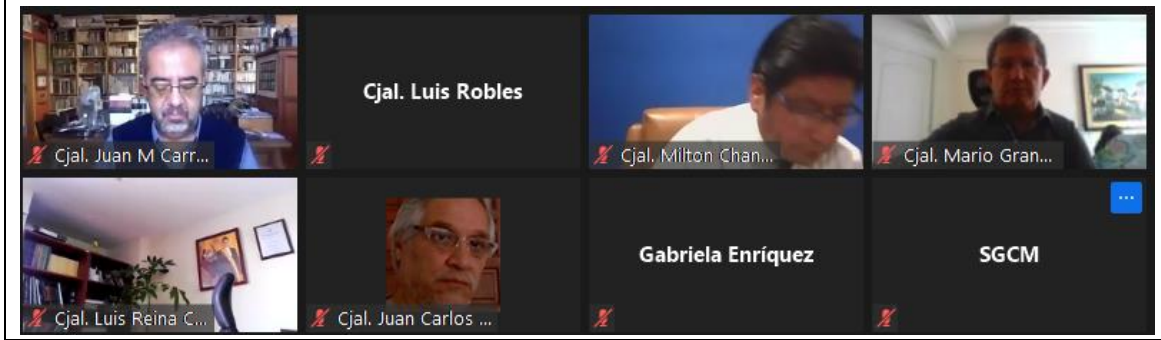 Cjal. Juan M Carr...
Cjal. Luis Robles
Cjal. Milton Chan...
Cjal. Mario Gran...
Cjal. Luis Reina C...
Cjal. Juan Carlos ...
Gabriela Enríquez
SGCM